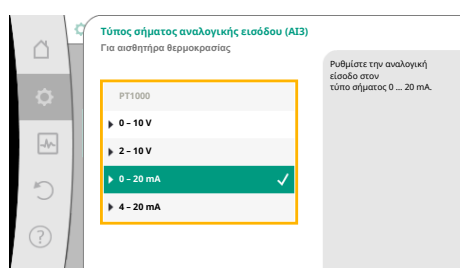 Τύπος σήματος αναλογικής εισόδου (AI3)
Για αισθητήρα θερμοκρασίας
PT1000
0 – 10 V
2 – 10 V
0 – 20 mA
4 – 20 mA
Ρυθμίστε την αναλογική
είσοδο στον
τύπο σήματος 0 ... 20 mA.